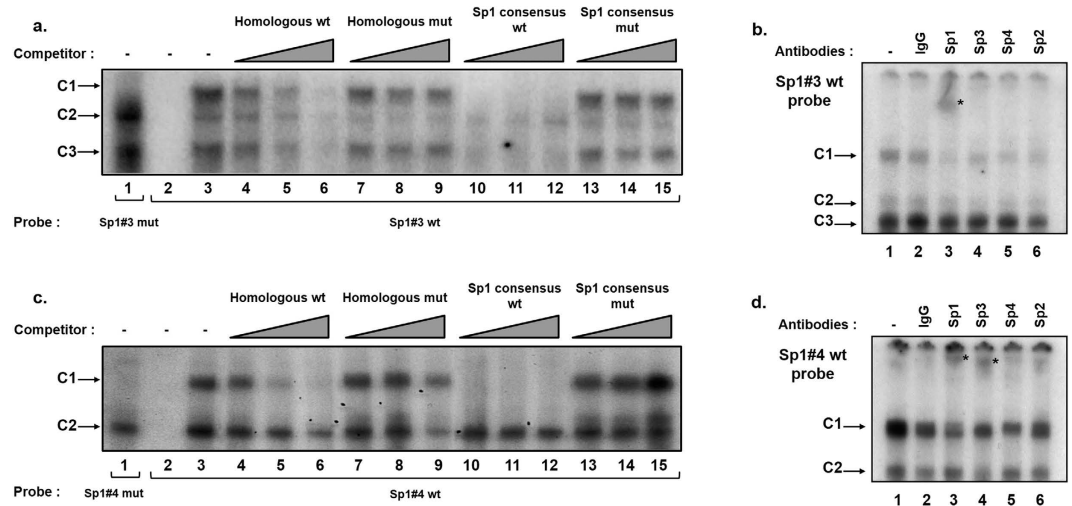 a.
Homologous wt Homologous mut Sp1 consensus wt Sp1 consensus mut
Competitor : - - -
C1
C2
C3
1 2 3 4 5 6 7 8 9 10 11 12 13 14 15
Probe : Sp1#3 mut Sp1#3 wt
b.
Antibodies : - IgG Sp1 Sp3 Sp4 Sp2
Sp1#3 wt
probe
*
C1
C2
C3
1 2 3 4 5 6
c.
Homologous wt Homologous mut Sp1 consensus wt Sp1 consensus mut
Competitor : - - -
C1
C2
1 2 3 4 5 6 7 8 9 10 11 12 13 14 15
Probe : Sp1#4 mut Sp1#4 wt
d.
Antibodies : - IgG Sp1 Sp3 Sp4 Sp2
Sp1#4 wt
probe
* *
C1
C2
1 2 3 4 5 6